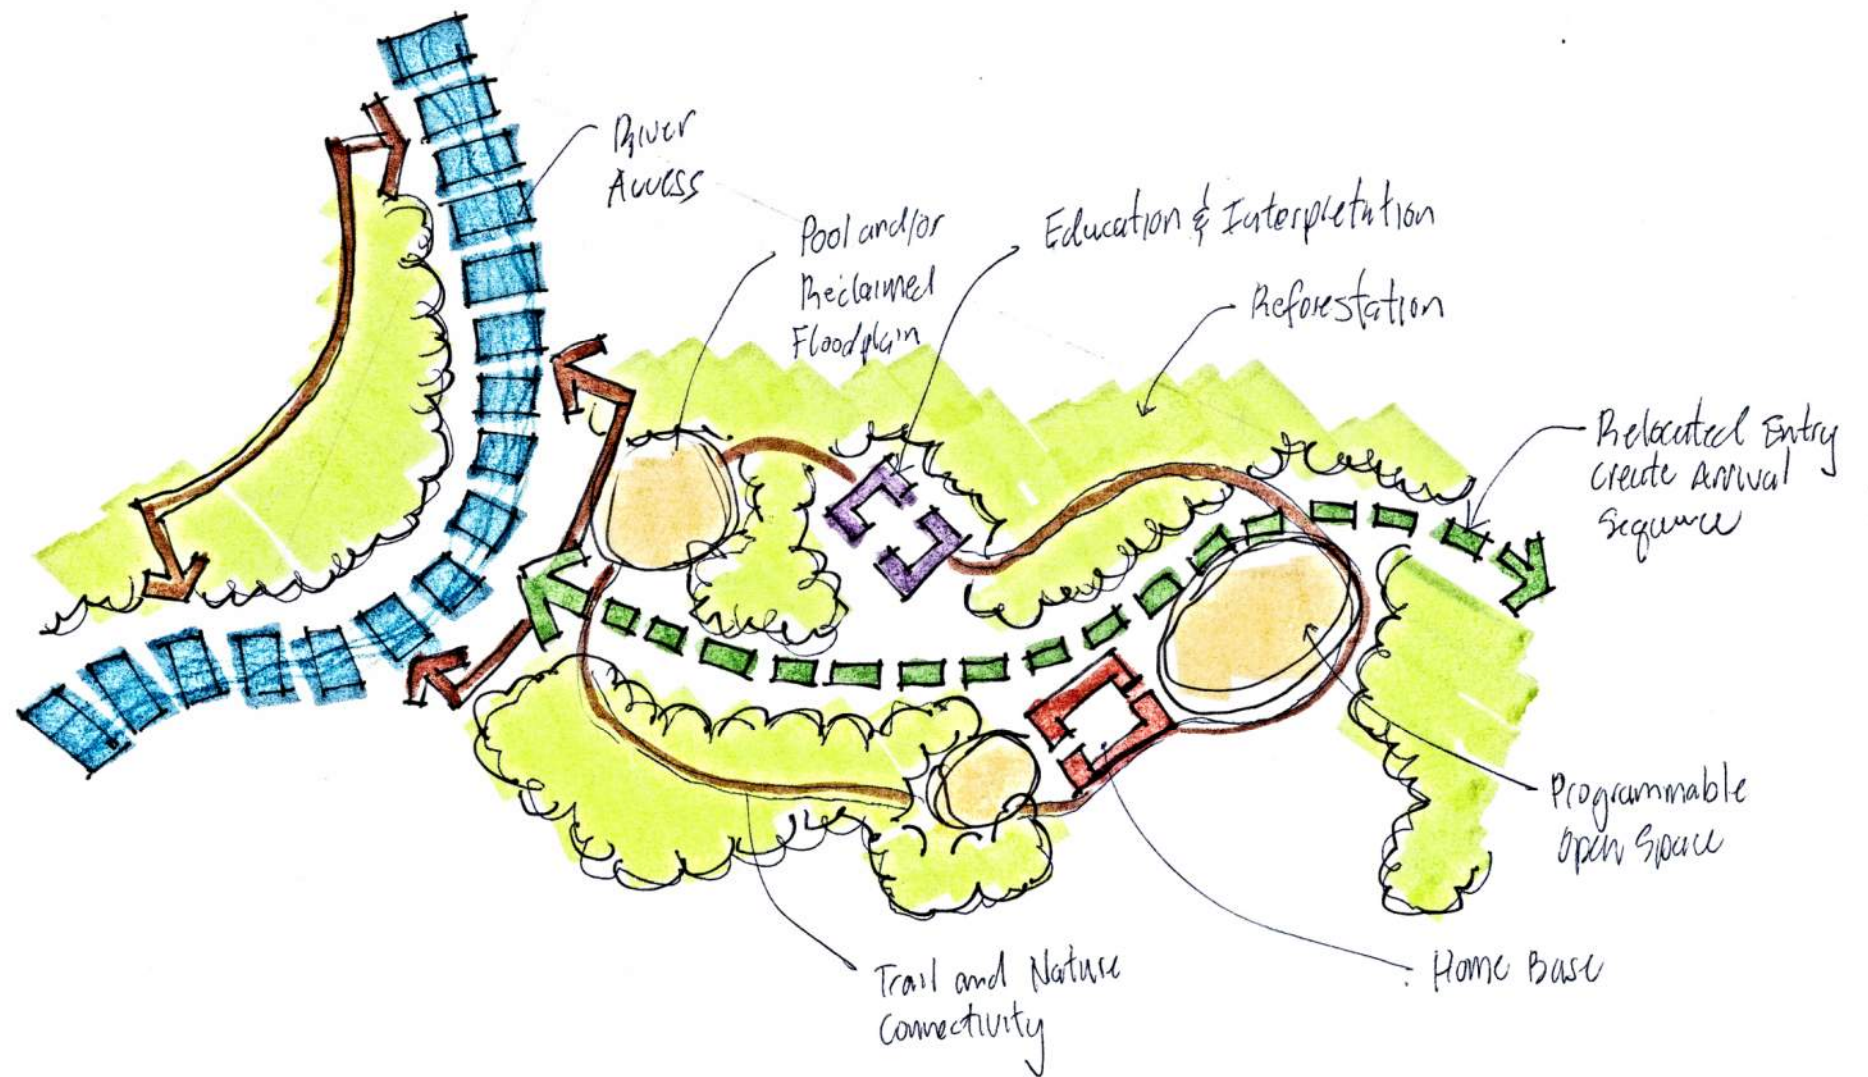 River
Access
Pool and/or
Reclaimed
Floodplain
Education & Interpretation
Reforestation
Relocated Entry
Create Arrival
Sequence
Programmable
Open Space
Home Base
Trail and Nature
Connectivity